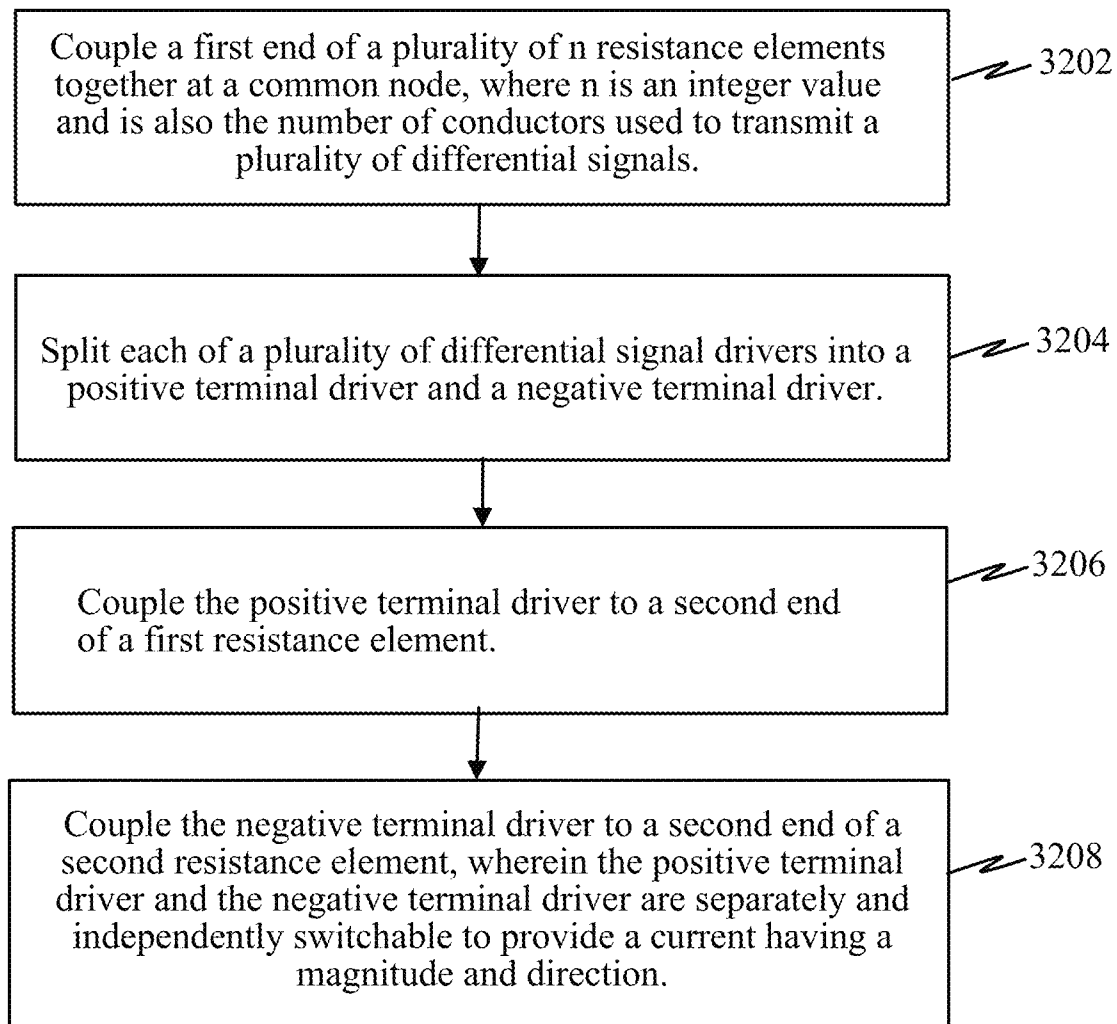 Couple a first end of a plurality of n resistance elements
together at a common node, where n is an integer value
and is also the number of conductors used to transmit a
plurality of differential signals.
3202
Split each of a plurality of differential signal drivers into a
positive terminal driver and a negative terminal driver.
3204
Couple the positive terminal driver to a second end
of a first resistance element.
3206
Couple the negative terminal driver to a second end of a
second resistance element, wherein the positive terminal
driver and the negative terminal driver are separately and
independently switchable to provide a current having a
magnitude and direction.
3208